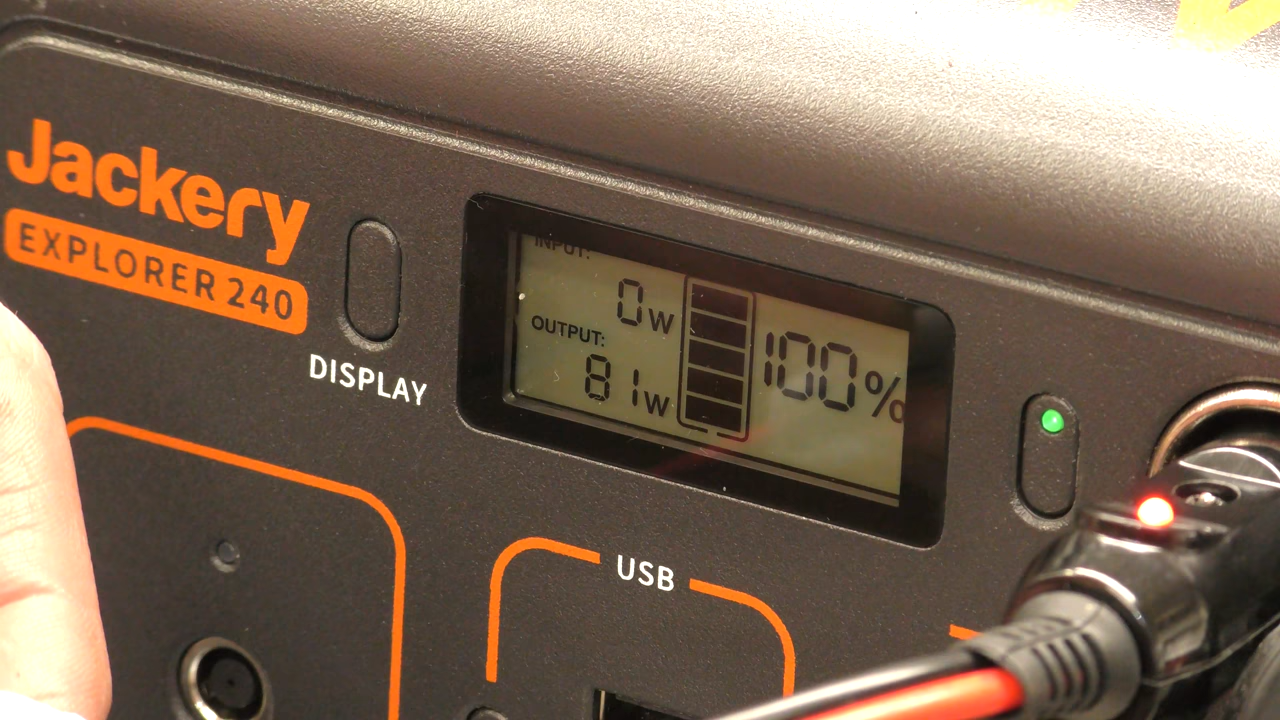 Jackery
EXPLORER 240
DISPLAY
INPUT:
0W
OUTPUT:
81W
100%
USB